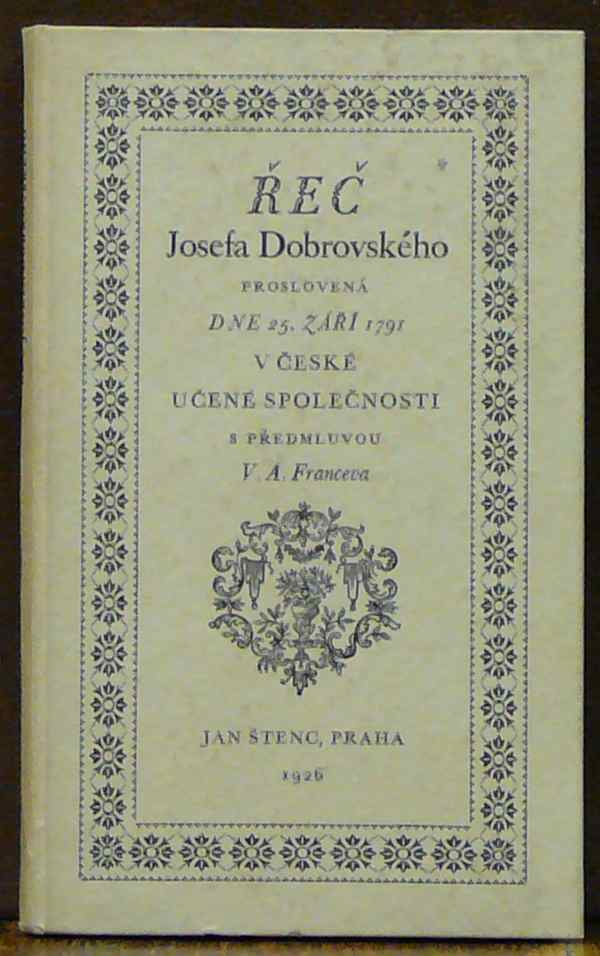 ŘEČ
Josefa Dobrovského
PROSLOVENÁ
DNE 25. ZÁŘÍ 1791
V ČESKÉ
UČENÉ SPOLEČNOSTI
S PŘEDMLUVOU
V. A. Franceva
JAN ŠTENC, PRAHA
1926